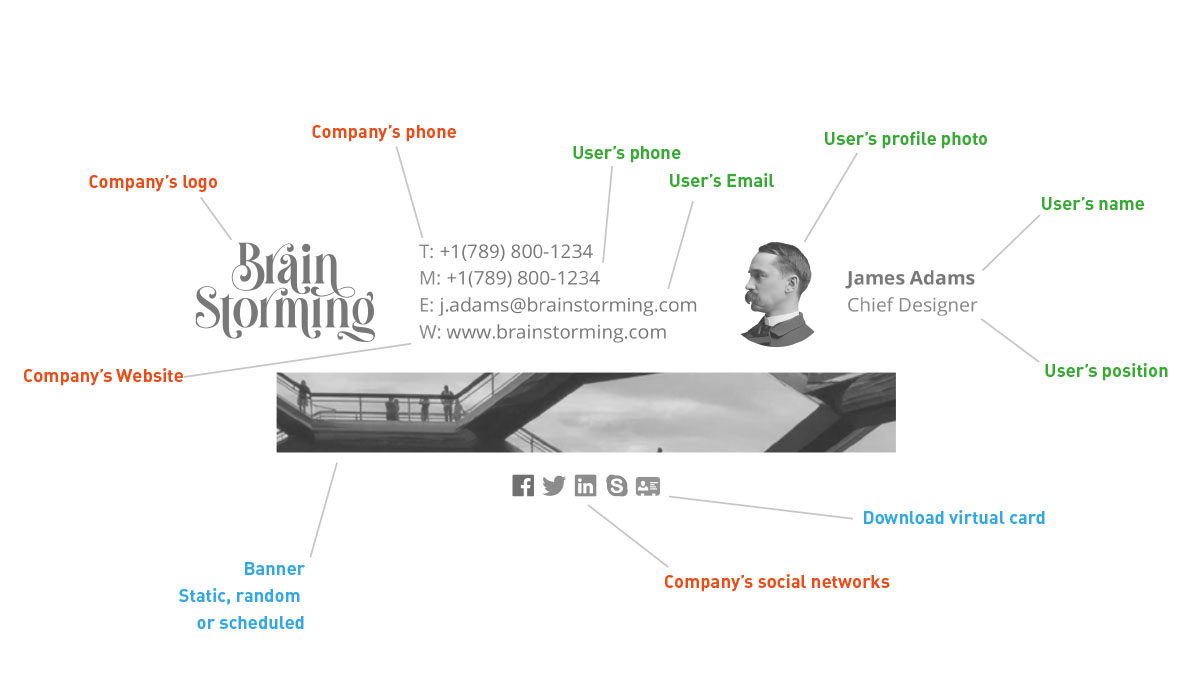 Company’s phone
User’s profile photo
User’s phone
Company’s logo
User’s Email
User’s name
Brain
Storming
T: +1(789) 800-1234
M: +1(789) 800-1234
E: j.adams@brainstorming.com
W: www.brainstorming.com
James Adams
Chief Designer
Company’s Website
User’s position
f
in
S
Download virtual card
Banner
Static, random
or scheduled
Company’s social networks